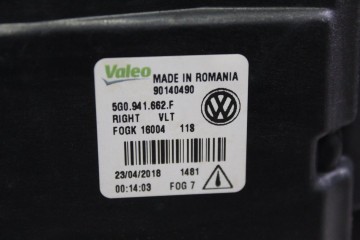 Valeo MADE IN ROMANIA
90140490
5G0.941.662.F
RIGHT VLT
FOGK 16004 118
23/04/2018 1481
00:14:03 FOG 7